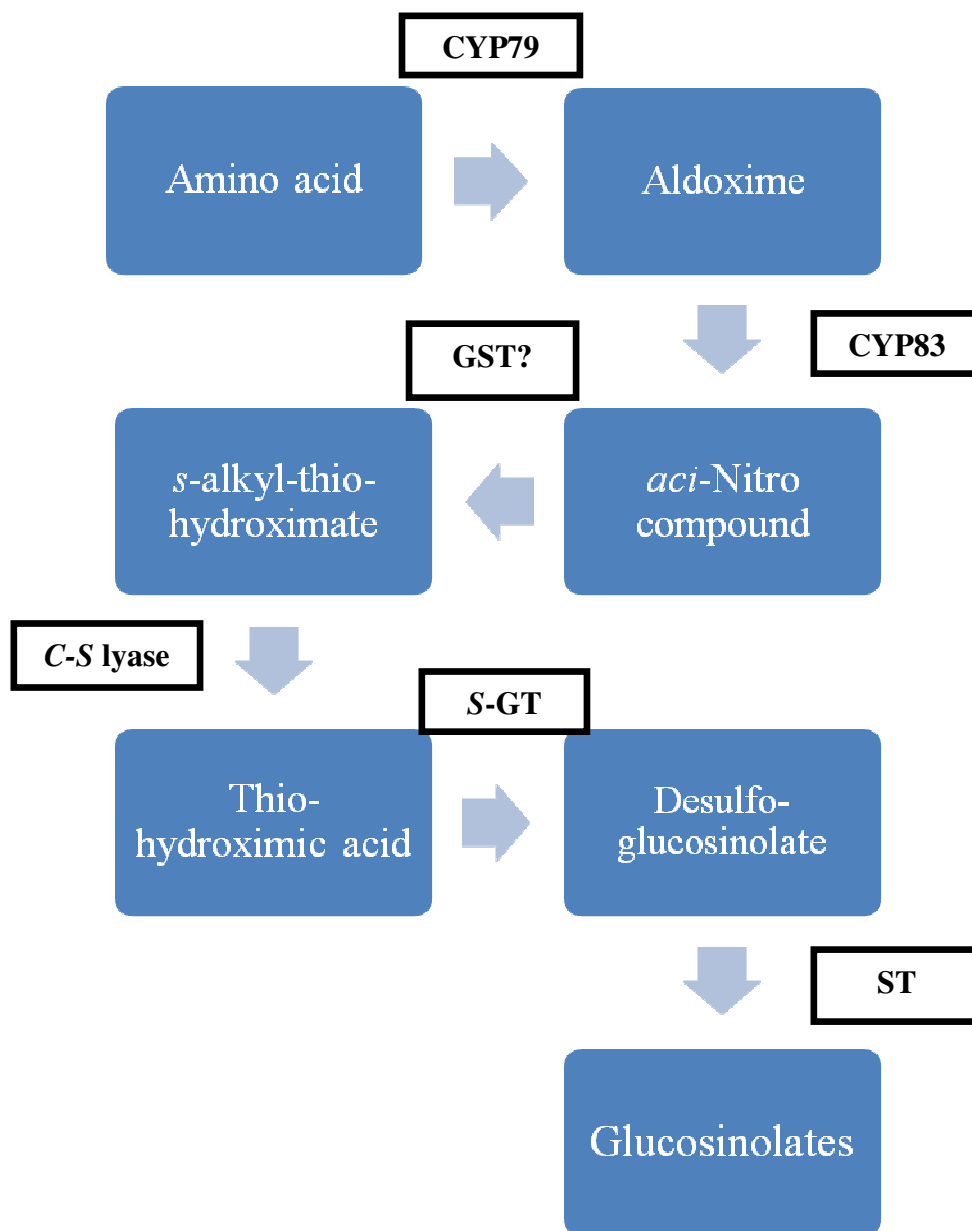 CYP79
Amino acid
Aldoxime
CYP83
GST?
s-alkyl-thio-
hydroximate
aci-Nitro
compound
C-S lyase
S-GT
Thio-
hydroximic acid
Desulfo-
glucosinolate
ST
Glucosinolates